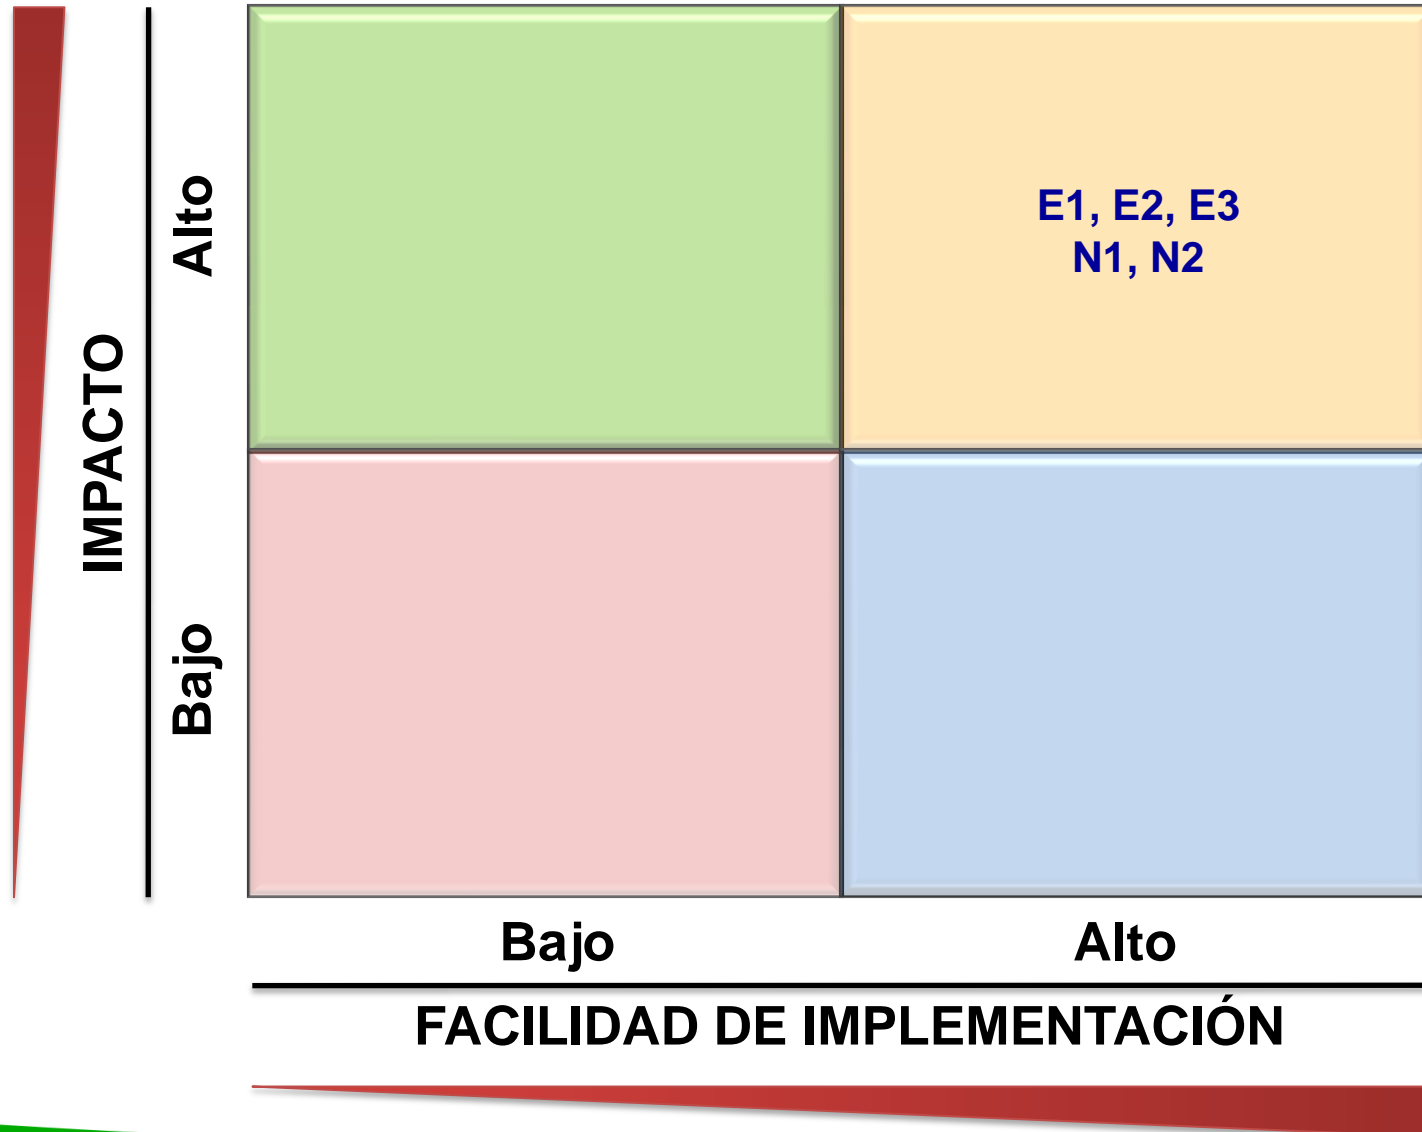 Alto
E1, E2, E3
N1, N2
IMPACTO
Bajo
Bajo
Alto
FACILIDAD DE IMPLEMENTACIÓN